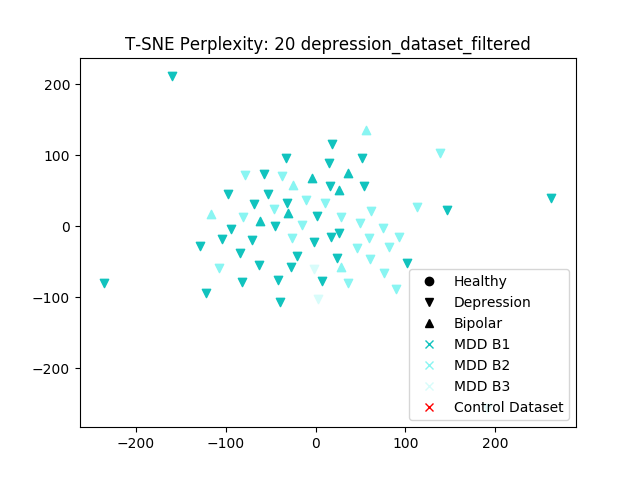 T-SNE Perplexity: 20 depression_dataset_filtered
200
100
0
−100
−200
−200
−100
0
100
200
Healthy
Depression
Bipolar
MDD B1
MDD B2
MDD B3
Control Dataset